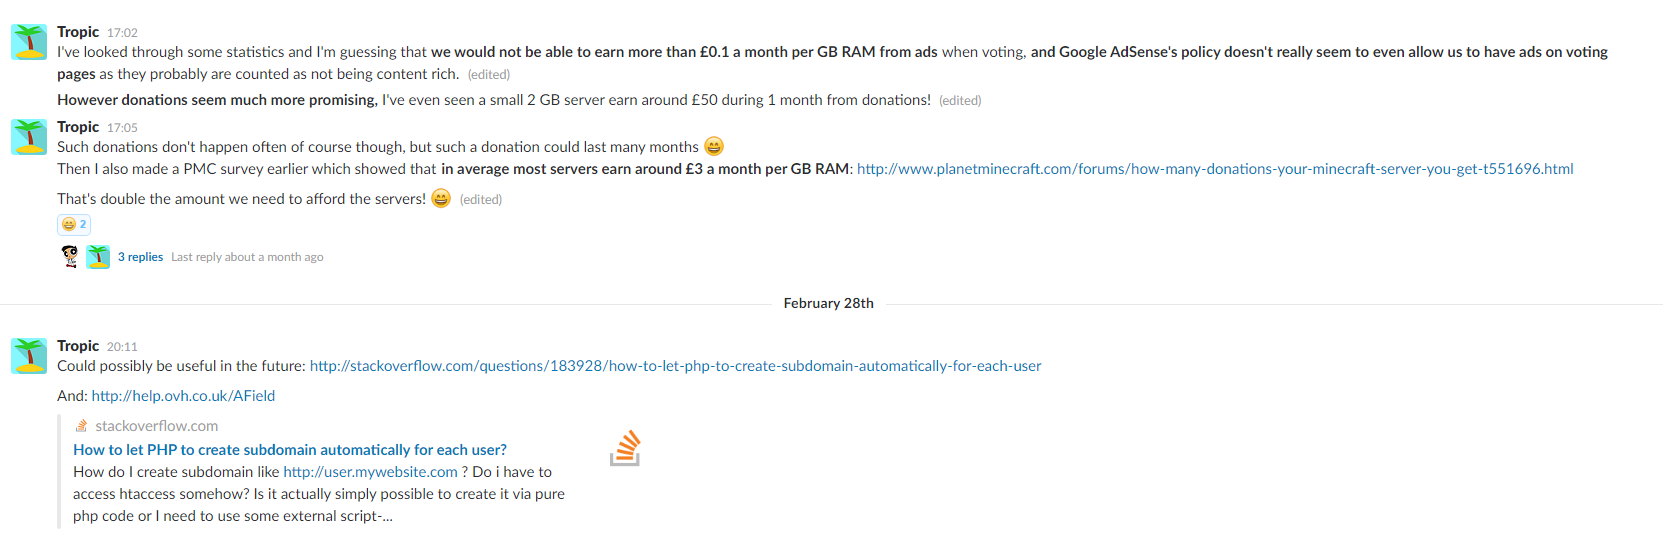 Tropic 17:02
I've looked through some statistics and I'm guessing that we would not be able to earn more than £0.1 a month per GB RAM from ads when voting, and Google AdSense's policy doesn't really seem to even allow us to have ads on voting
pages as they probably are counted as not being content rich. (edited)
However donations seem much more promising, I've even seen a small 2 GB server earn around £50 during 1 month from donations! (edited)
Tropic 17:05
Such donations don't happen often of course though, but such a donation could last many months 😄
Then I also made a PMC survey earlier which showed that in average most servers earn around £3 a month per GB RAM: http://www.planetminecraft.com/forums/how-many-donations-your-minecraft-server-you-get-t551696.html
That's double the amount we need to afford the servers! 😄 (edited)
😄 2
3 replies Last reply about a month ago
February 28th
Tropic 20:11
Could possibly be useful in the future: http://stackoverflow.com/questions/183928/how-to-let-php-to-create-subdomain-automatically-for-each-user
And: http://help.ovh.co.uk/AField
stackoverflow.com
How to let PHP to create subdomain automatically for each user?
How do I create subdomain like http://user.mywebsite.com ? Do i have to
access htaccess somehow? Is it actually simply possible to create it via pure
php code or I need to use some external script-...